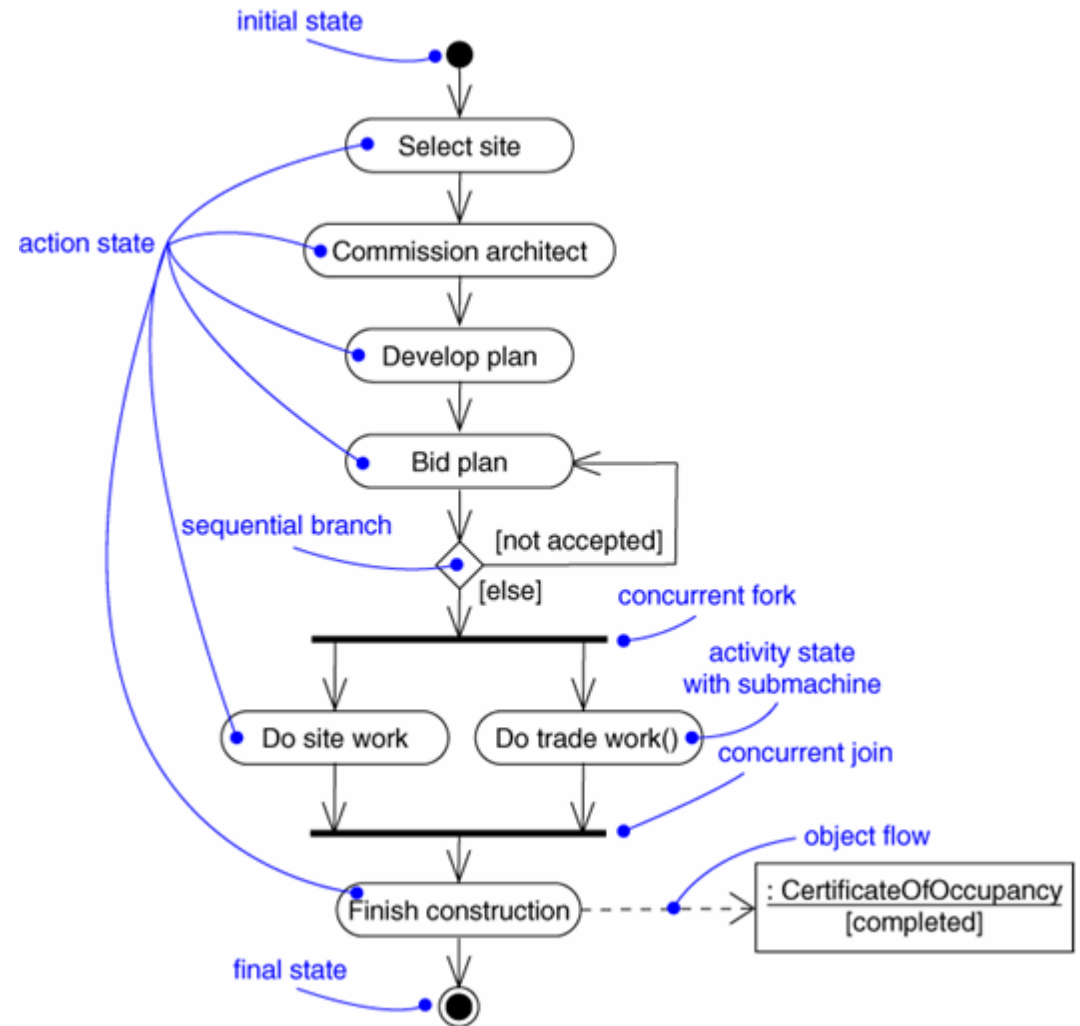 initial state
Select site
action state
Commission architect
Develop plan
Bid plan
sequential branch
[not accepted]
[else]
concurrent fork
activity state
with submachine
Do site work
Do trade work()
concurrent join
object flow
: CertificateOfOccupancy
[completed]
Finish construction
final state